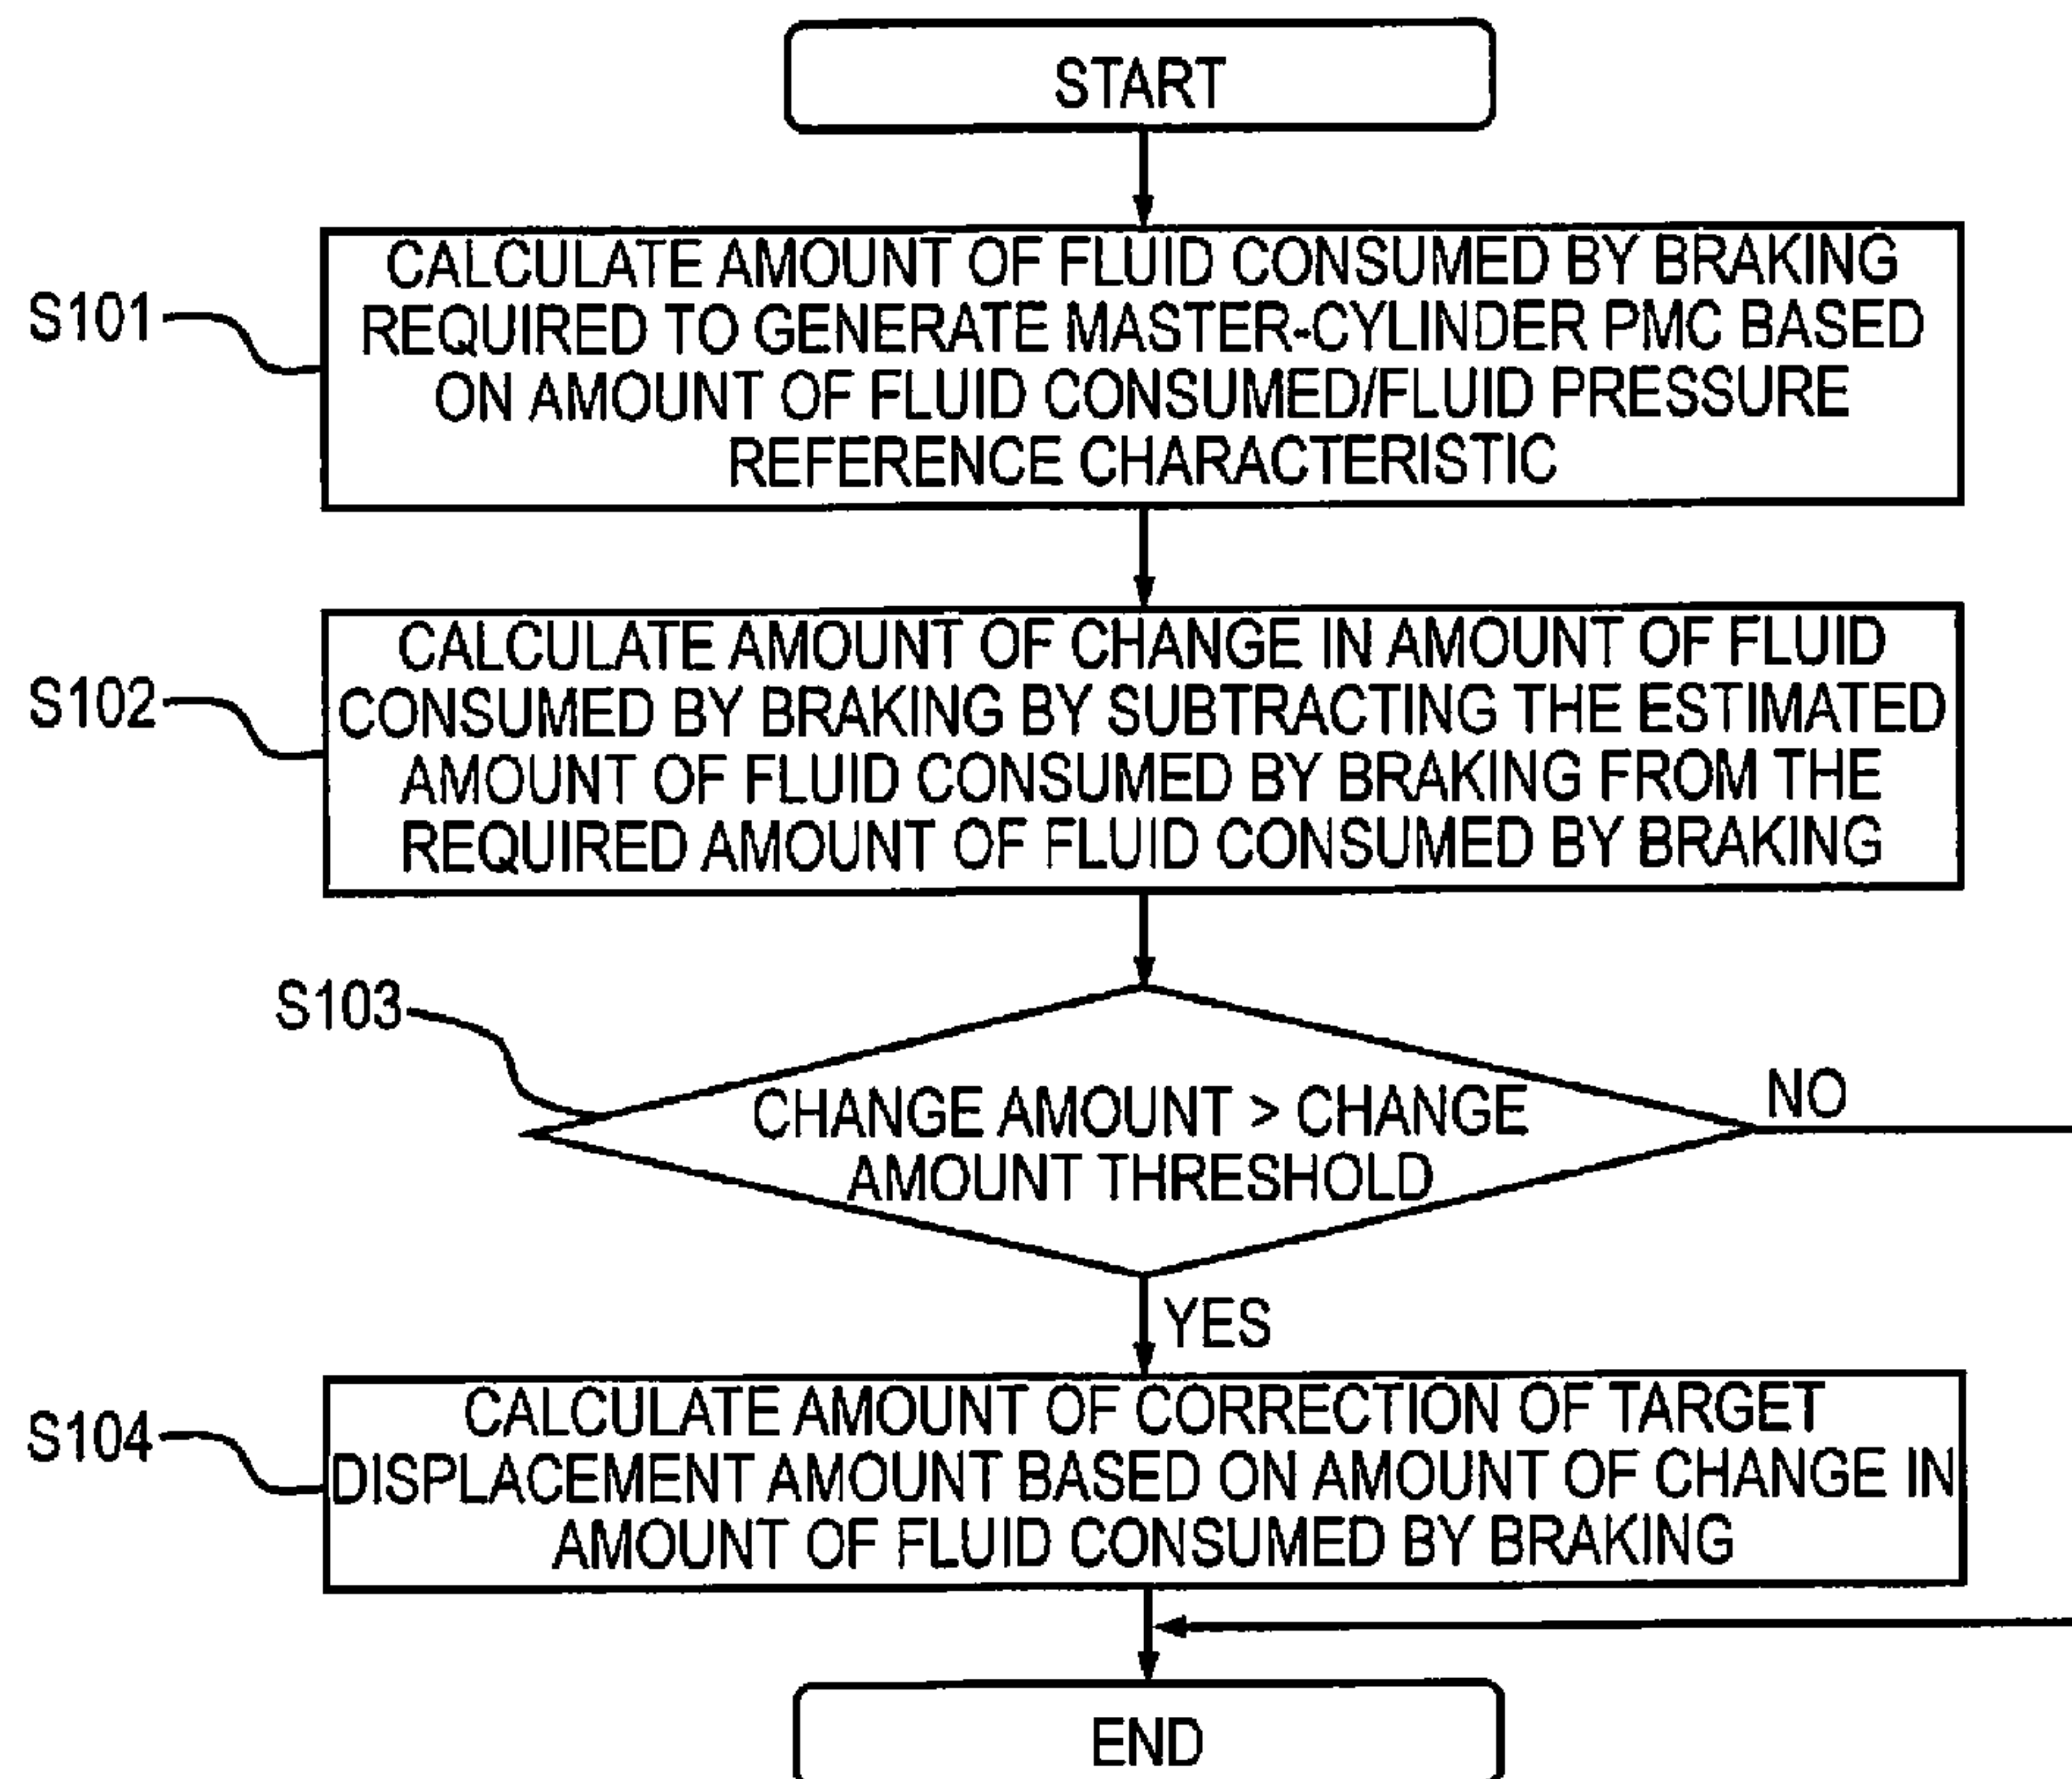 START
S101
CALCULATE AMOUNT OF FLUID CONSUMED BY BRAKING
REQUIRED TO GENERATE MASTER-CYLINDER PMC BASED
ON AMOUNT OF FLUID CONSUMED/FLUID PRESSURE
REFERENCE CHARACTERISTIC
S102
CALCULATE AMOUNT OF CHANGE IN AMOUNT OF FLUID
CONSUMED BY BRAKING BY SUBTRACTING THE ESTIMATED
AMOUNT OF FLUID CONSUMED BY BRAKING FROM THE
REQUIRED AMOUNT OF FLUID CONSUMED BY BRAKING
S103
CHANGE AMOUNT > CHANGE
AMOUNT THRESHOLD
NO
YES
S104
CALCULATE AMOUNT OF CORRECTION OF TARGET
DISPLACEMENT AMOUNT BASED ON AMOUNT OF CHANGE IN
AMOUNT OF FLUID CONSUMED BY BRAKING
END